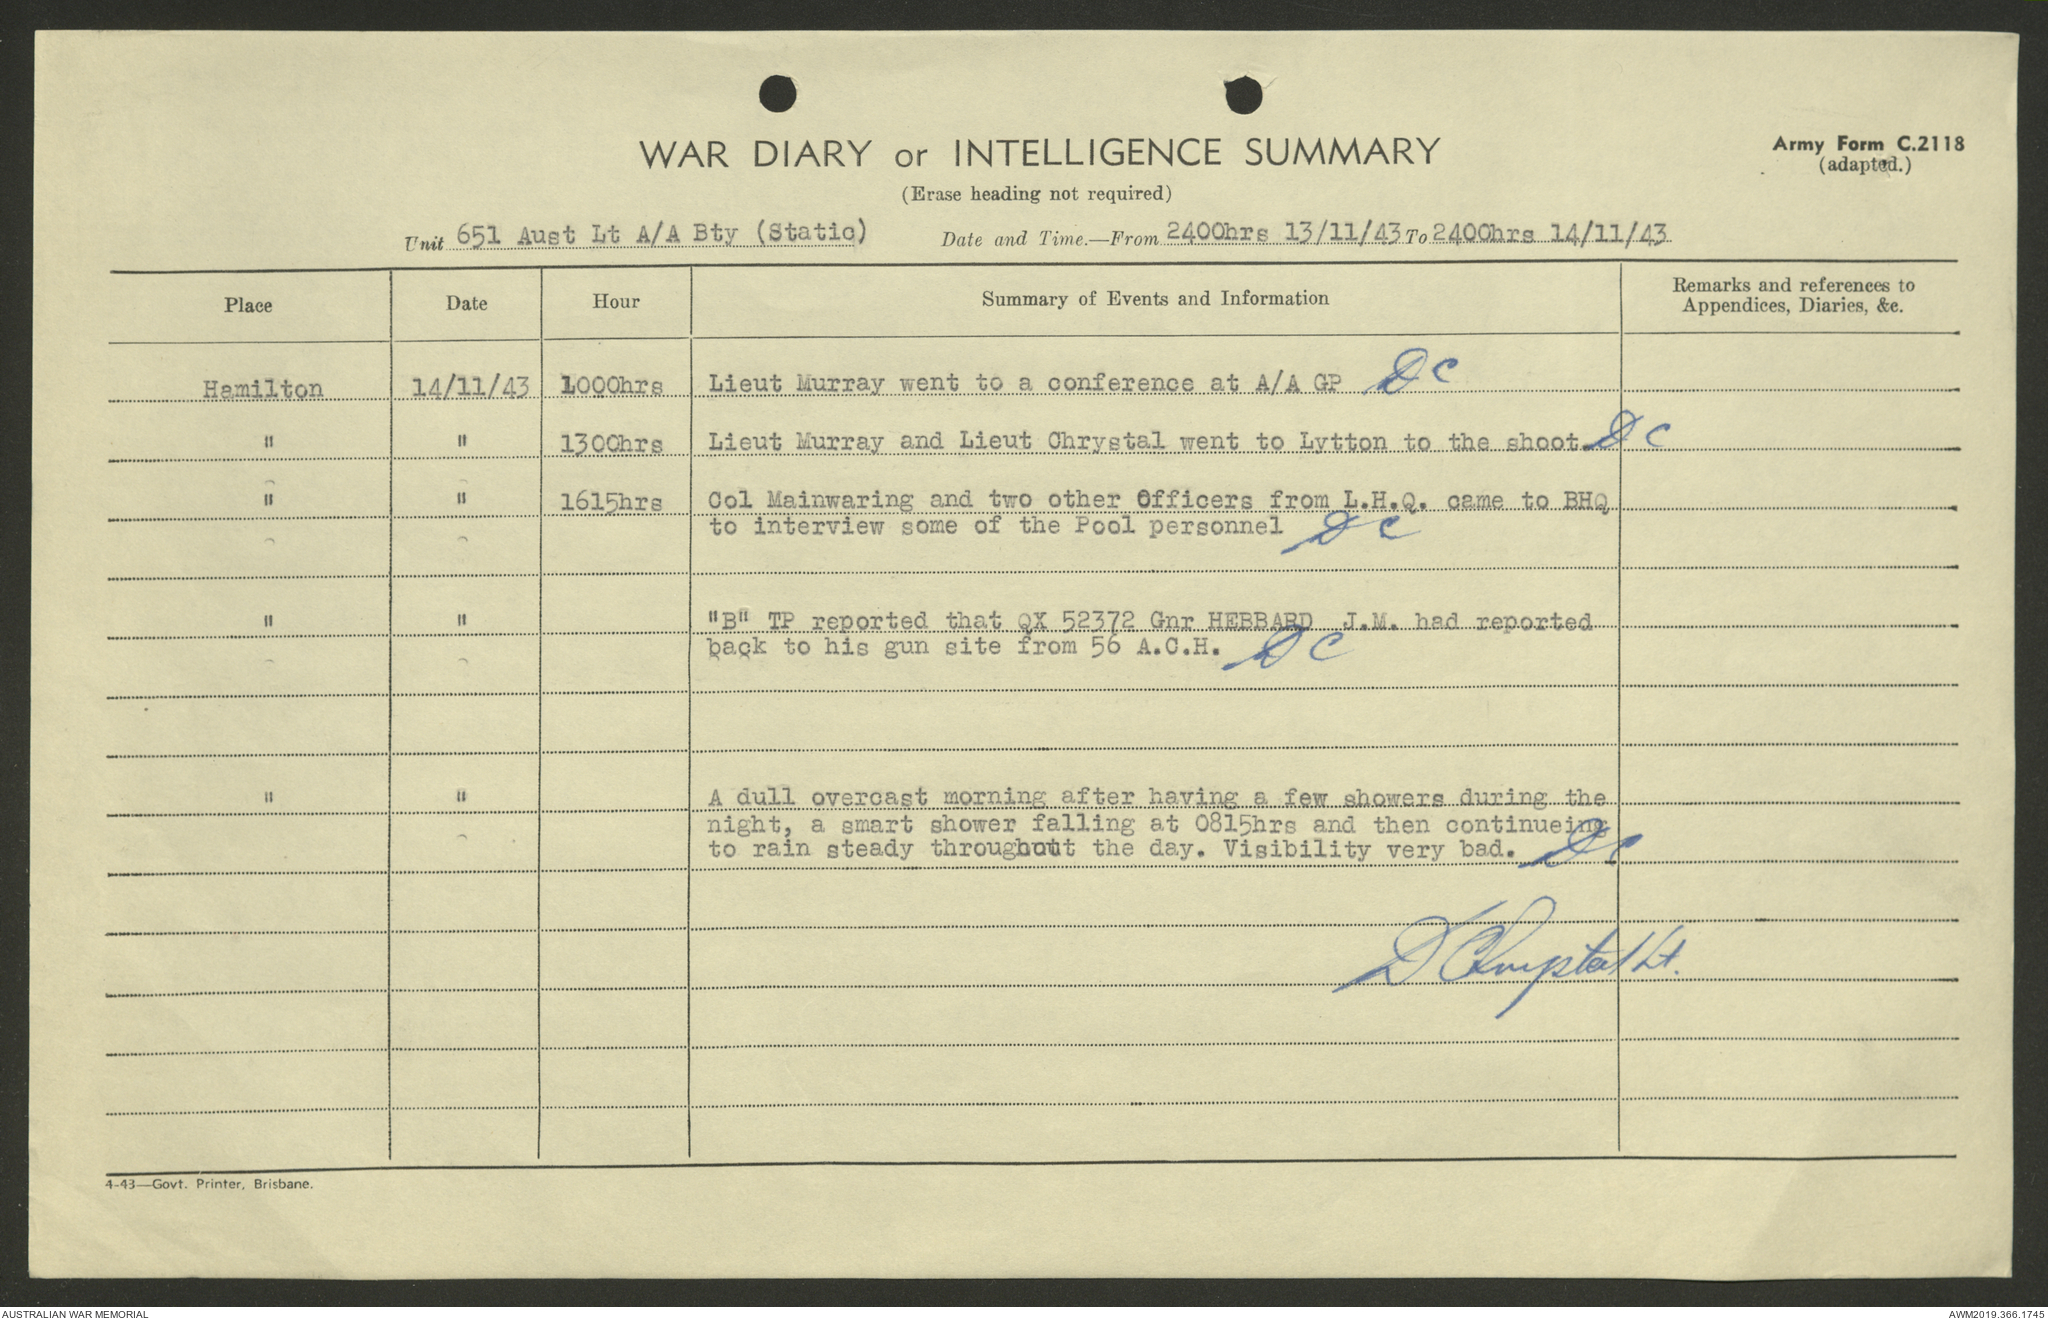 WAR DIARY or INTELLIGENCE SUMMARY
Army Form C.2118
(adapted.)
(Erase heading not required)
Unit 651 Aust Lt A/A Bty (Static) Date and Time.—From 2400hrs 13/11/43 To 2400hrs 14/11/43
Place Date Hour Summary of Events and Information Remarks and references to
Appendices, Diaries, &c.
Hamilton 14/11/43 1000hrs Lieut Murray went to a conference at A/A GP DC
" " 1300hrs Lieut Murray and Lieut Chrystal went to Lytton to the shoot. DC
" " 1615hrs Col Mainwaring and two other Officers from L.H.Q. came to BHQ
to interview some of the Pool personnel DC
" " "B" TP reported that QX 52372 Gnr HEBBARD J.M. had reported
back to his gun site from 56 A.C.H. DC
" " A dull overcast morning after having a few showers during the
night, a smart shower falling at 0815hrs and then continueing
to rain steady throughout the day. Visibility very bad. DC
D Chrystal Lt.
4-43—Govt. Printer, Brisbane.
AUSTRALIAN WAR MEMORIAL
AWM2019.366.1745